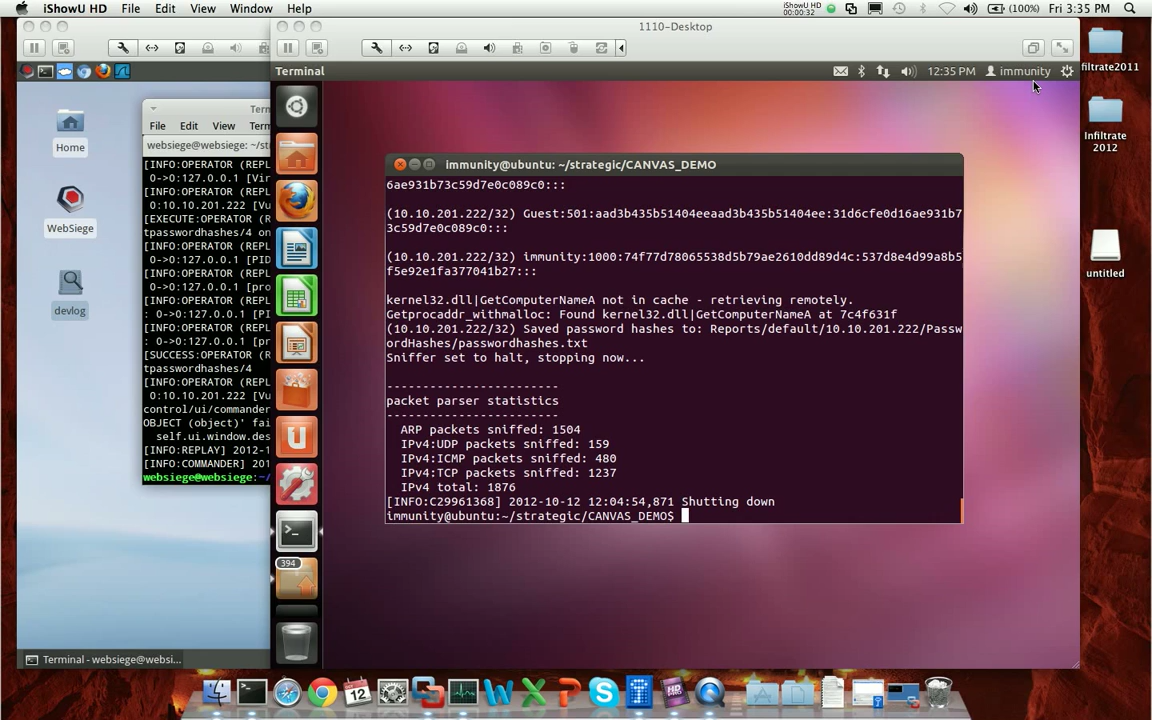 iShowU HD File Edit View Window Help
iShowU HD 00:00:32 (100%) Fri 3:35 PM
1110-Desktop
Terminal 12:35 PM immunity
filtrate2011
Infiltrate
2012
untitled
Home
WebSiege
devlog
Term
File Edit View Term
websiege@websiege: ~/st
[INFO:OPERATOR (REPL
0->0:127.0.0.1 [Vir
[INFO:OPERATOR (REPL
0:10.10.201.222 [Vu
[EXECUTE:OPERATOR (R
tpasswordhashes/4 on
[INFO:OPERATOR (REPL
0->0:127.0.0.1 [PID
[INFO:OPERATOR (REPL
0->0:127.0.0.1 [pro
[INFO:OPERATOR (REPL
: 0->0:127.0.0.1 [PI
[INFO:OPERATOR (REPL
: 0->0:127.0.0.1 [pr
[SUCCESS:OPERATOR (R
tpasswordhashes/4
[INFO:OPERATOR (REPL
0:10.10.201.222 [Vu
control/ui/commander
OBJECT (object)' fai
self.ui.window.des
[INFO:REPLAY] 2012-1
[INFO:COMMANDER] 201
websiege@websiege:~/
immunity@ubuntu: ~/strategic/CANVAS_DEMO
6ae931b73c59d7e0c089c0:::
(10.10.201.222/32) Guest:501:aad3b435b51404eeaad3b435b51404ee:31d6cfe0d16ae931b7
3c59d7e0c089c0:::
(10.10.201.222/32) immunity:1000:74f77d78065538d5b79ae2610dd89d4c:537d8e4d99a8b5
f5e92e1fa377041b27:::
kernel32.dll|GetComputerNameA not in cache - retrieving remotely.
Getprocaddr_withmalloc: Found kernel32.dll|GetComputerNameA at 7c4f631f
(10.10.201.222/32) Saved password hashes to: Reports/default/10.10.201.222/Passw
ordHashes/passwordhashes.txt
Sniffer set to halt, stopping now...
------------------------
packet parser statistics
------------------------
ARP packets sniffed: 1504
IPv4:UDP packets sniffed: 159
IPv4:ICMP packets sniffed: 480
IPv4:TCP packets sniffed: 1237
IPv4 total: 1876
[INFO:C29961368] 2012-10-12 12:04:54,871 Shutting down
immunity@ubuntu:~/strategic/CANVAS_DEMO$
394
Terminal - websiege@websi...
12